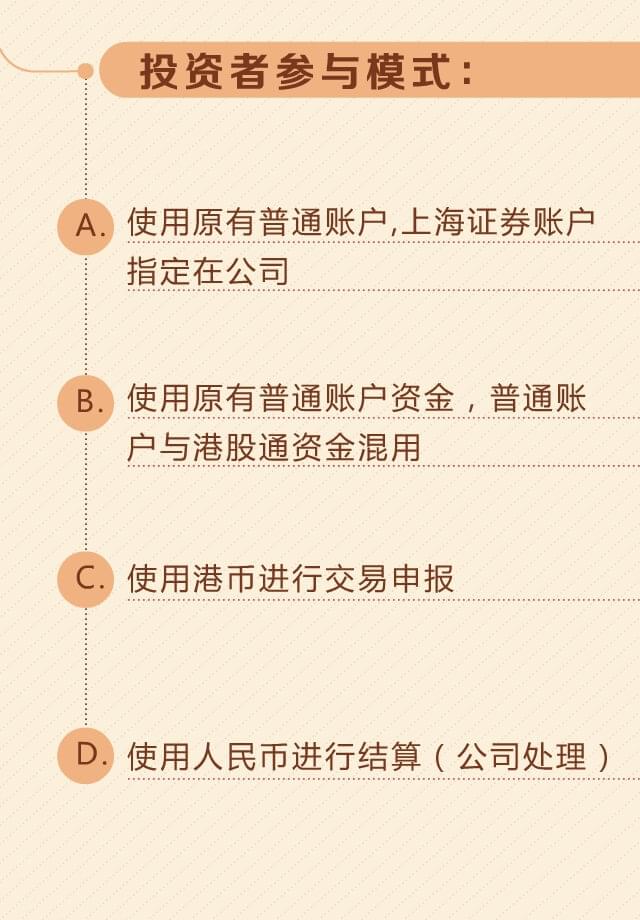 投资者参与模式：
A.
使用原有普通账户,上海证券账户
指定在公司
B.
使用原有普通账户资金，普通账
户与港股通资金混用
C.
使用港币进行交易申报
D.
使用人民币进行结算（公司处理）